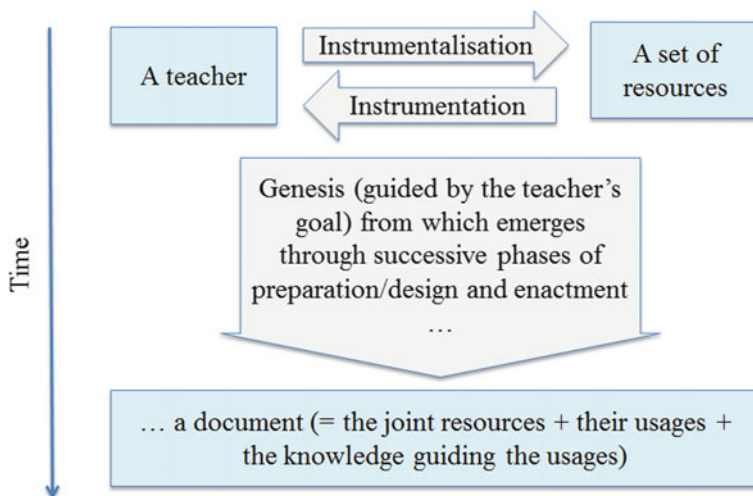 A teacher
Instrumentalisation
Instrumentation
A set of
resources
Time
Genesis (guided by the teacher’s
goal) from which emerges
through successive phases of
preparation/design and enactment
…
… a document (= the joint resources + their usages +
the knowledge guiding the usages)